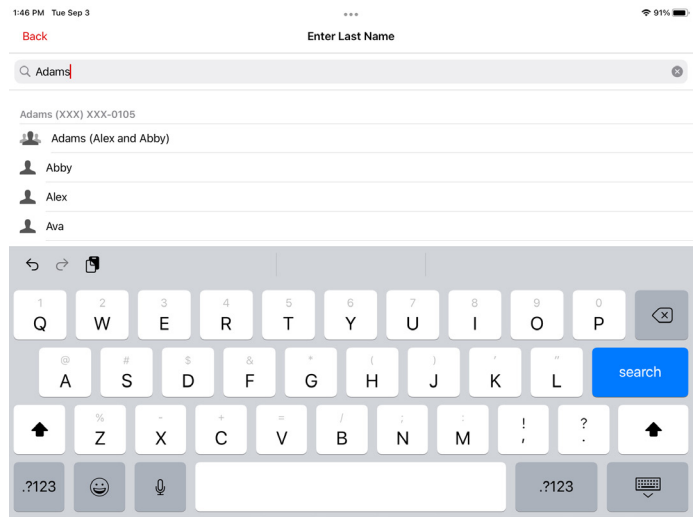 1:46 PM Tue Sep 3
91%
Back
Enter Last Name
Adams
Adams (XXX) XXX-0105
Adams (Alex and Abby)
Abby
Alex
Ava
1 2 3 4 5 6 7 8 9 0
Q W E R T Y U I O P
@ # $ & * ( ) ' "
A S D F G H J K L search
% - + = / ; : ! ?
Z X C V B N M , .
.?123 .?123